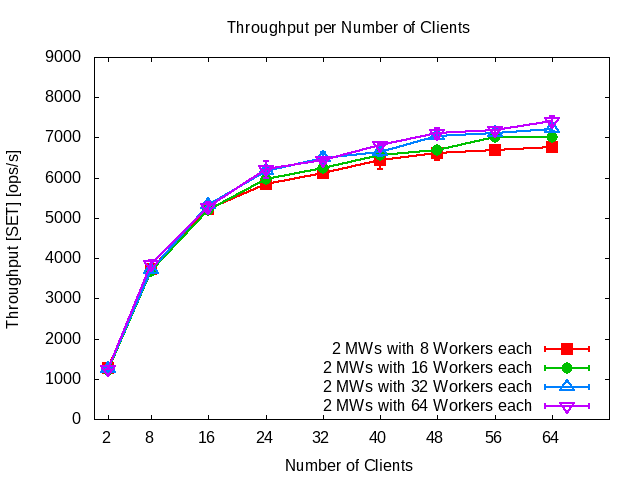 Throughput per Number of Clients
9000
8000
7000
6000
5000
4000
3000
2000
1000
0
Throughput [SET] [ops/s]
2 MWs with 8 Workers each
2 MWs with 16 Workers each
2 MWs with 32 Workers each
2 MWs with 64 Workers each
2 8 16 24 32 40 48 56 64
Number of Clients